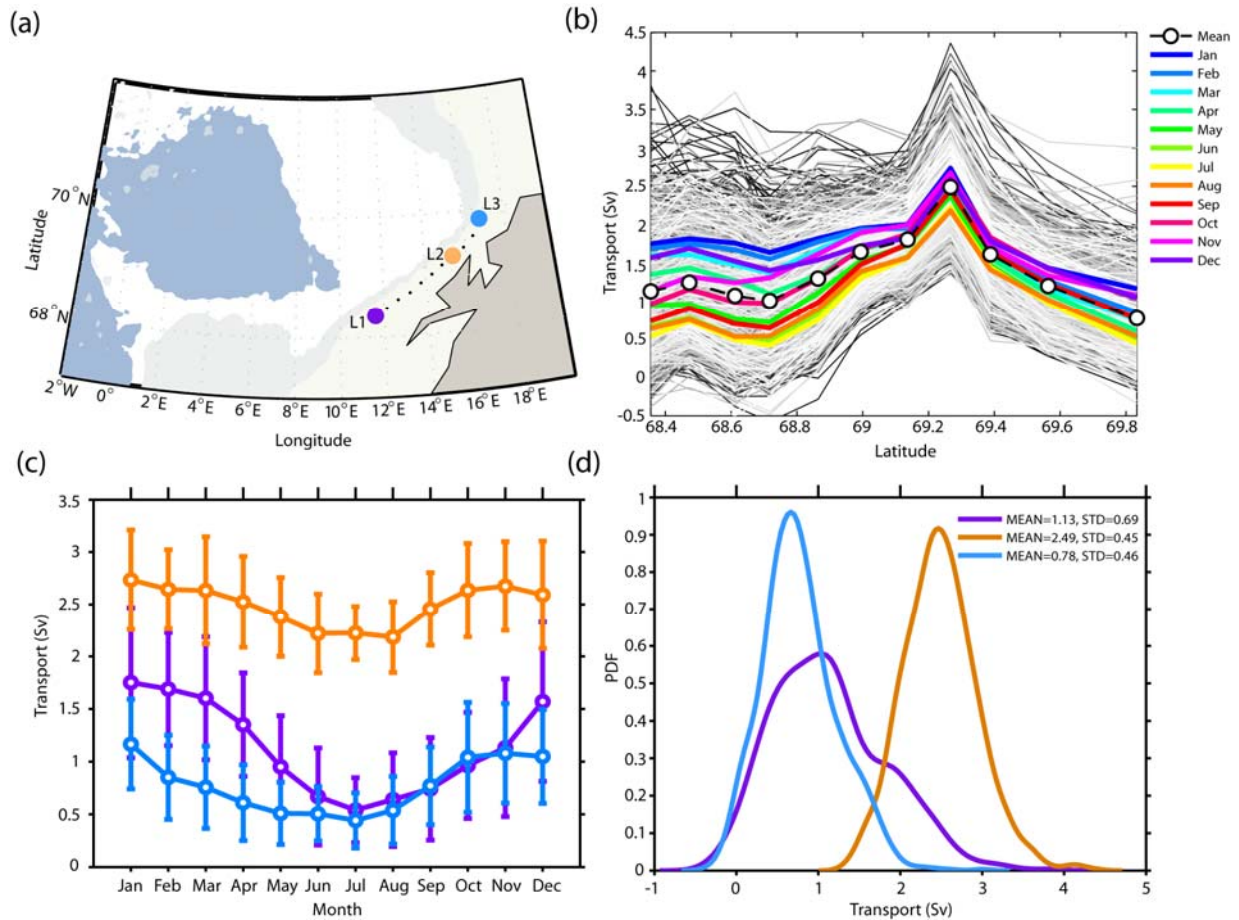 (a)
Latitude
70°N
68°N
L3
L2
L1
2°W
0°
2°E
4°E
6°E
8°E
10°E
12°E
14°E
16°E
18°E
Longitude
(b)
Transport (Sv)
4.5
4
3.5
3
2.5
2
1.5
1
0.5
0
-0.5
68.4 68.6 68.8 69 69.2 69.4 69.6 69.8
Latitude
Mean
Jan
Feb
Mar
Apr
May
Jun
Jul
Aug
Sep
Oct
Nov
Dec
(c)
Transport (Sv)
3.5
3
2.5
2
1.5
1
0.5
0
Jan Feb Mar Apr May Jun Jul Aug Sep Oct Nov Dec
Month
(d)
PDF
1
0.9
0.8
0.7
0.6
0.5
0.4
0.3
0.2
0.1
0
MEAN=1.13, STD=0.69
MEAN=2.49, STD=0.45
MEAN=0.78, STD=0.46
-1 0 1 2 3 4 5
Transport (Sv)